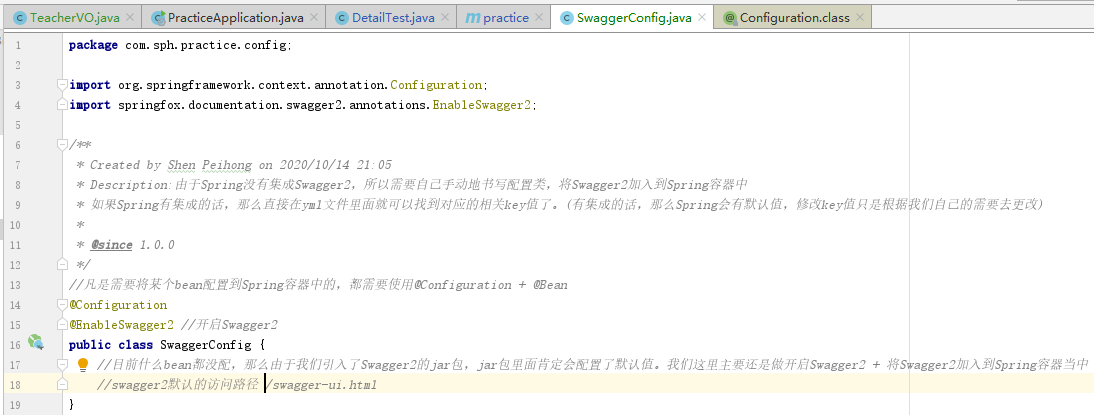 TeacherVO.java PracticeApplication.java DetailTest.java practice SwaggerConfig.java Configuration.class
1 package com.sph.practice.config;
2
3 import org.springframework.context.annotation.Configuration;
4 import springfox.documentation.swagger2.annotations.EnableSwagger2;
5
6 /**
7 * Created by Shen Peihong on 2020/10/14 21:05
8 * Description:由于Spring没有集成Swagger2，所以需要自己手动地书写配置类，将Swagger2加入到Spring容器中
9 * 如果Spring有集成的话，那么直接在yml文件里面就可以找到对应的相关key值了。(有集成的话，那么Spring会有默认值，修改key值只是根据我们自己的需要去更改)
10 *
11 * @since 1.0.0
12 */
13 //凡是需要将某个bean配置到Spring容器中的，都需要使用@Configuration + @Bean
14 @Configuration
15 @EnableSwagger2 //开启Swagger2
16 public class SwaggerConfig {
17 //目前什么bean都没配，那么由于我们引入了Swagger2的jar包，jar包里面肯定会配置了默认值。我们这里主要还是做开启Swagger2 + 将Swagger2加入到Spring容器当中
18 //swagger2默认的访问路径 /swagger-ui.html
19 }